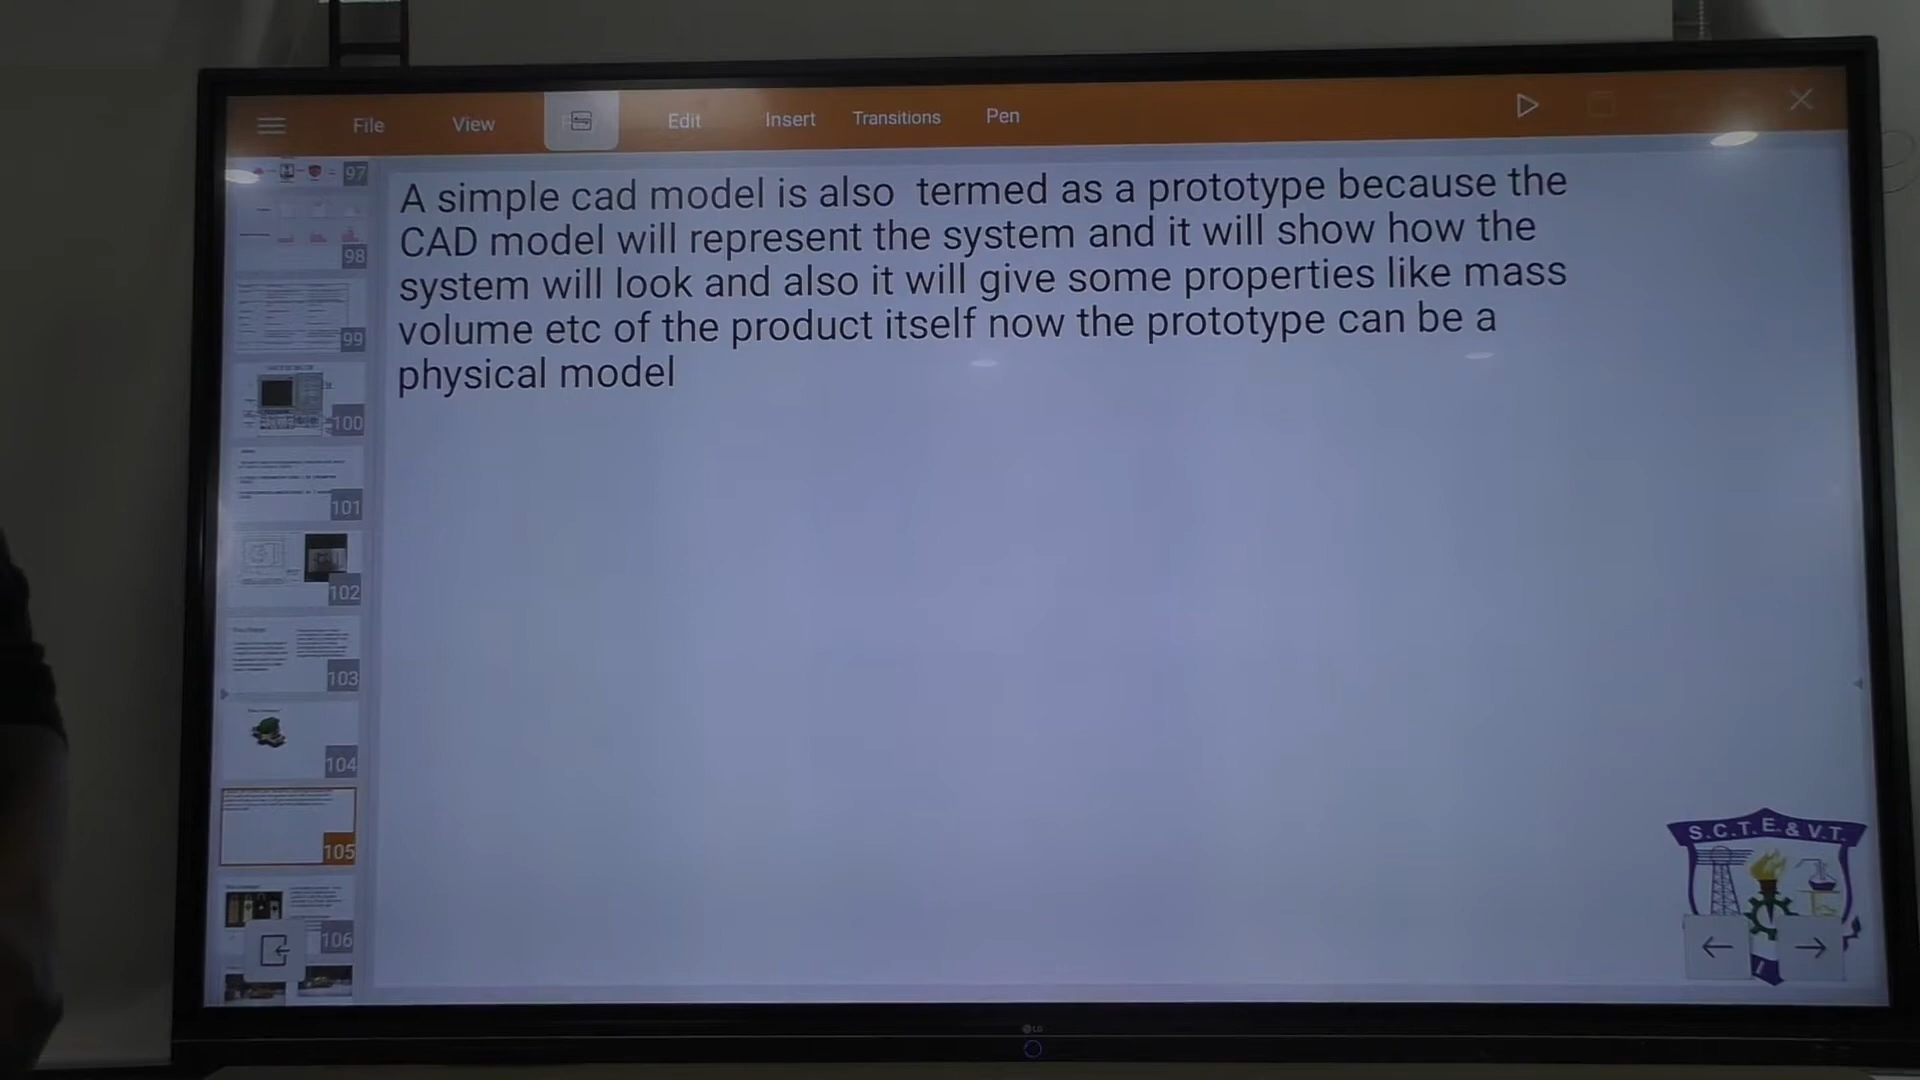 File View Edit Insert Transitions Pen
A simple cad model is also termed as a prototype because the
CAD model will represent the system and it will show how the
system will look and also it will give some properties like mass
volume etc of the product itself now the prototype can be a
physical model
97
98
99
100
101
102
103
104
105
106
S.C.T.E.& V.T.
LG